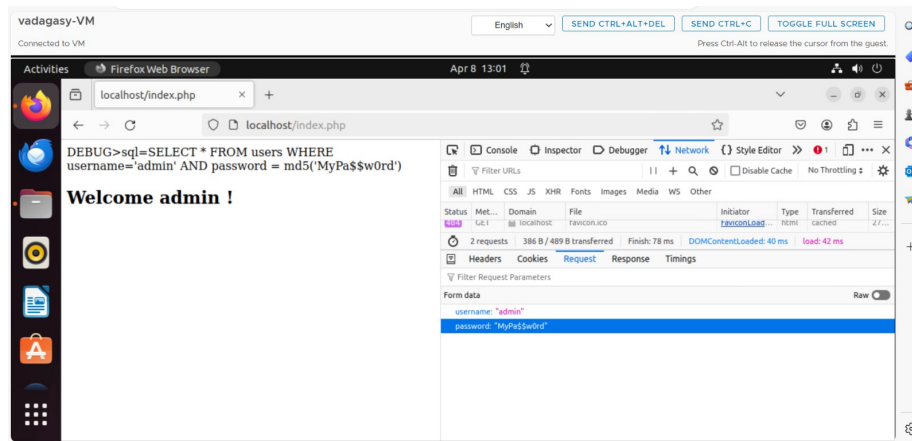 vadagasy-VM
English
SEND CTRL+ALT+DEL
SEND CTRL+C
TOGGLE FULL SCREEN
Connected to VM
Press Ctrl-Alt to release the cursor from the guest.
Activities
Firefox Web Browser
Apr 8 13:01
localhost/index.php
localhost/index.php
DEBUG>sql=SELECT * FROM users WHERE
username='admin' AND password = md5('MyPa$$w0rd')
Welcome admin !
Console Inspector Debugger Network Style Editor 1
Filter URLs
Disable Cache No Throttling
All HTML CSS JS XHR Fonts Images Media WS Other
Status Met... Domain File Initiator Type Transferred Size
404 GET localhost favicon.ico FaviconLoad... html cached 27...
2 requests 386 B / 489 B transferred Finish: 78 ms DOMContentLoaded: 40 ms load: 42 ms
Headers Cookies Request Response Timings
Filter Request Parameters
Form data Raw
username: "admin"
password: "MyPa$$w0rd"